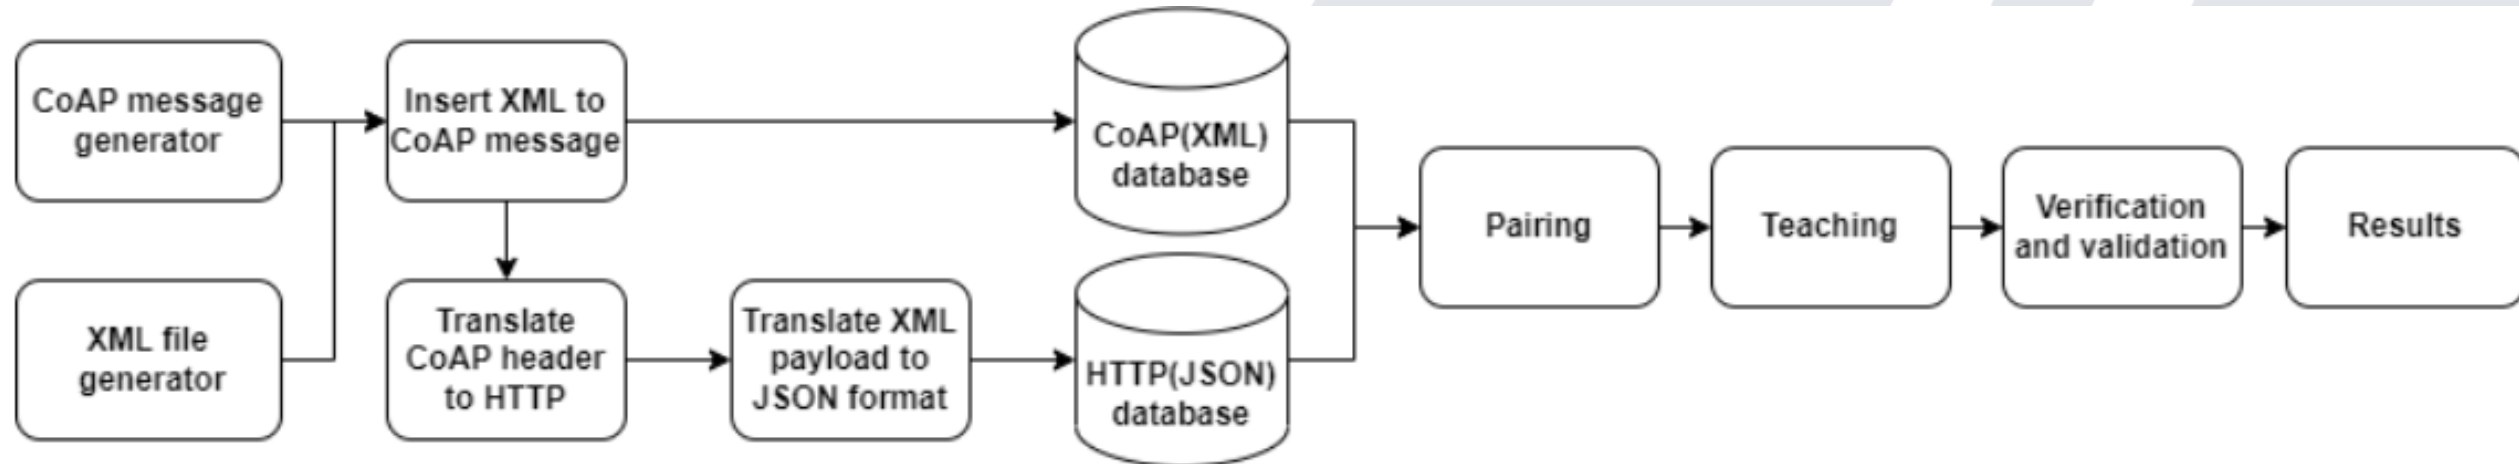 CoAP message
generator
Insert XML to
CoAP message
CoAP(XML)
database
XML file
generator
Translate
CoAP header
to HTTP
Translate XML
payload to
JSON format
HTTP(JSON)
database
Pairing
Teaching
Verification
and validation
Results